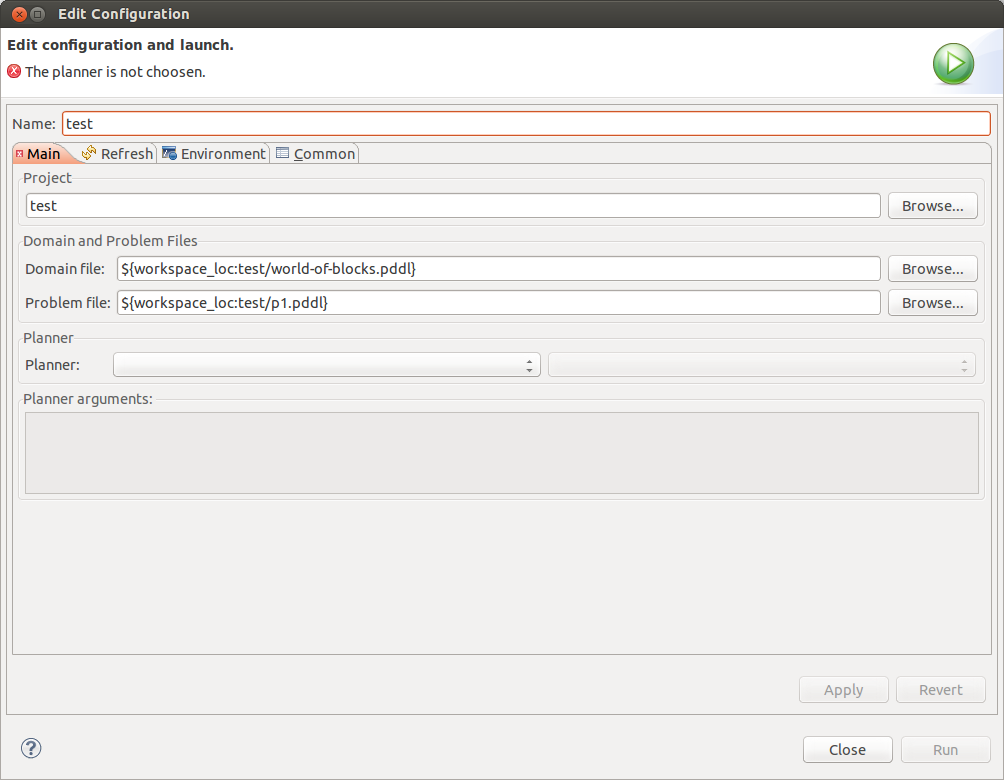 Edit Configuration
Edit configuration and launch.
The planner is not choosen.
Name: test
Main Refresh Environment Common
Project
test Browse...
Domain and Problem Files
Domain file: ${workspace_loc:test/world-of-blocks.pddl} Browse...
Problem file: ${workspace_loc:test/p1.pddl} Browse...
Planner
Planner:
Planner arguments:
Apply Revert
? Close Run